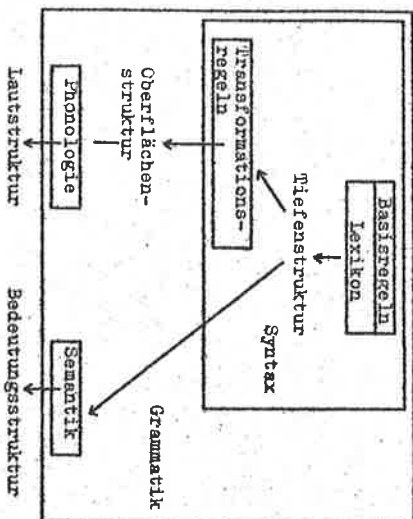 Basisregeln
Lexikon
Tiefenstruktur
Syntax
Transformations-
regeln
Oberflächen-
struktur
Grammatik
Phonologie
Semantik
Lautstruktur
Bedeutungsstruktur